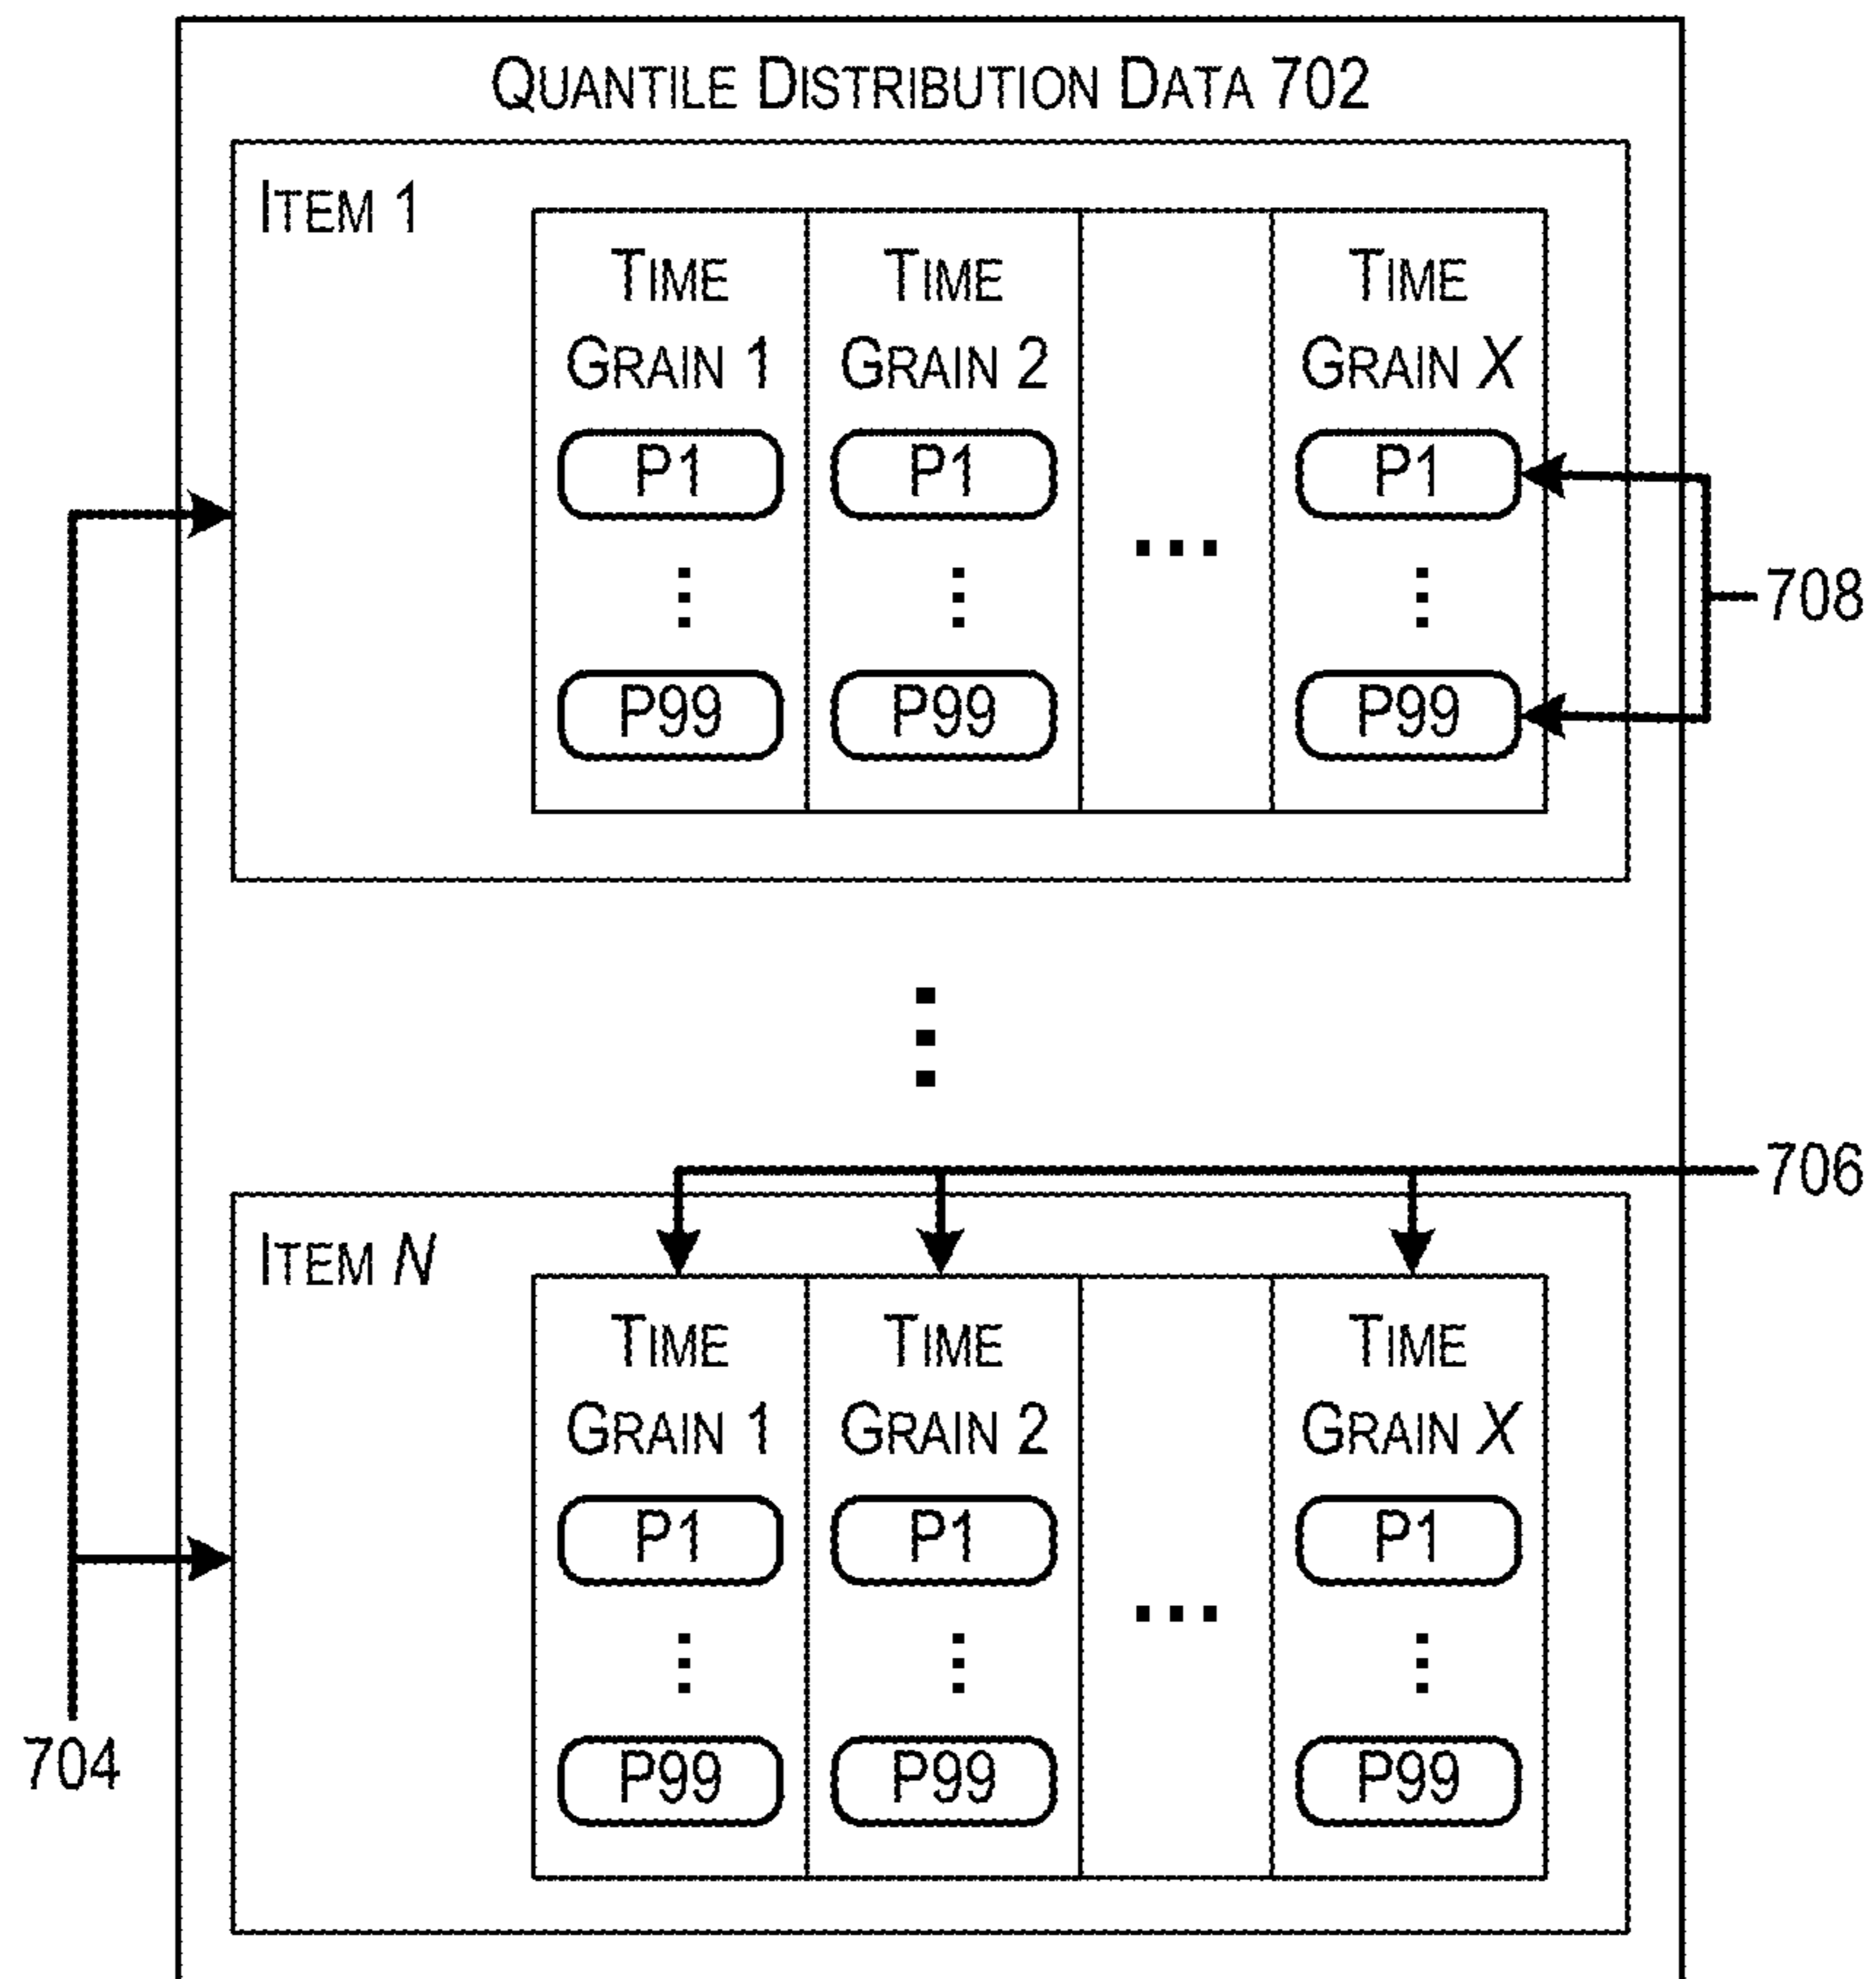 QUANTILE DISTRIBUTION DATA 702
ITEM 1
TIME GRAIN 1
TIME GRAIN 2
TIME GRAIN X
P1 P1 P1
...
708
P99 P99 P99
706
ITEM N
TIME GRAIN 1
TIME GRAIN 2
TIME GRAIN X
P1 P1 P1
...
P99 P99 P99
704